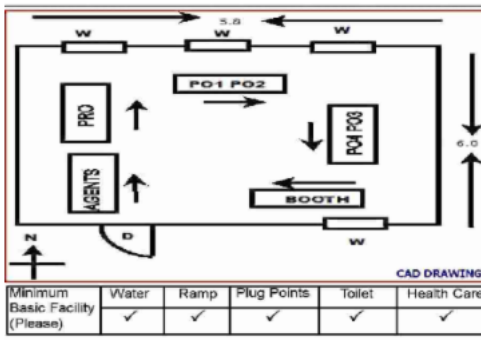 5.8
W W W
PO1 PO2
PRO
PO4 PO3
6.0
AGENTS
BOOTH
D
N
W
CAD DRAWING
Minimum Basic Facility (Please) Water Ramp Plug Points Toilet Health Care
✓ ✓ ✓ ✓ ✓